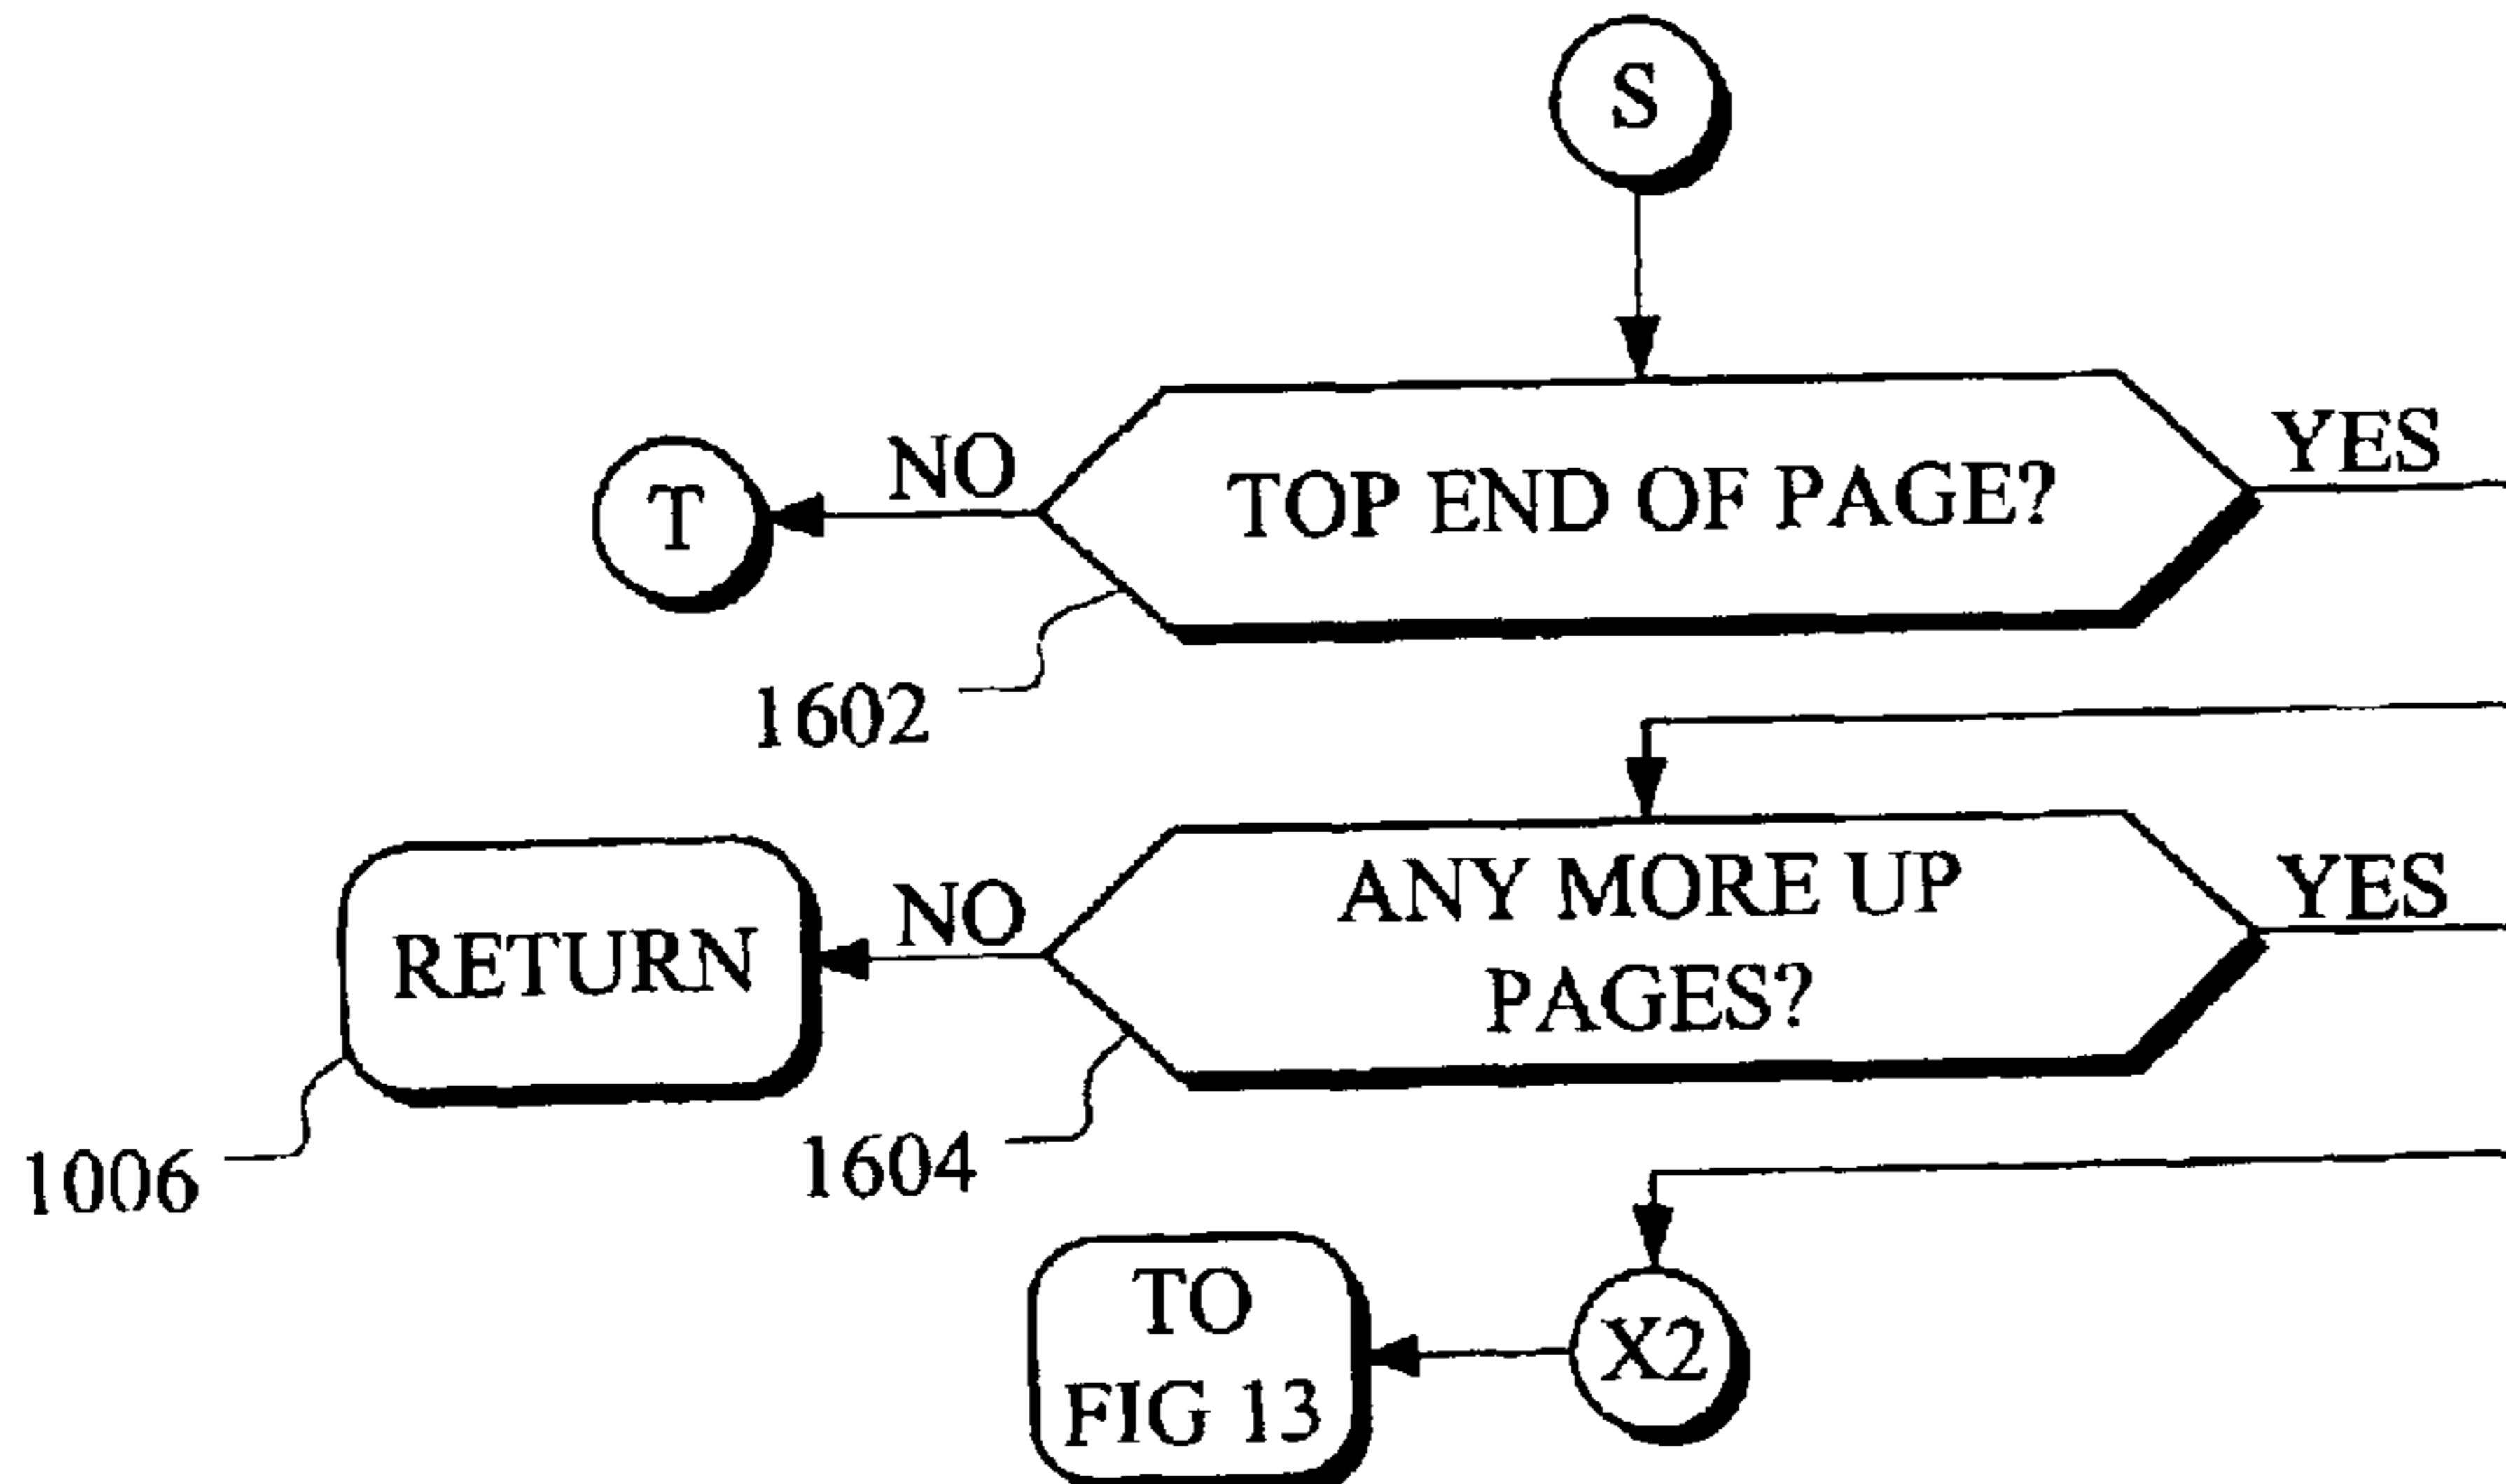 S
NO
TOP END OF PAGE?
YES
T
1602
NO
ANY MORE UP
PAGES?
YES
RETURN
1006
1604
TO
FIG 13
X2